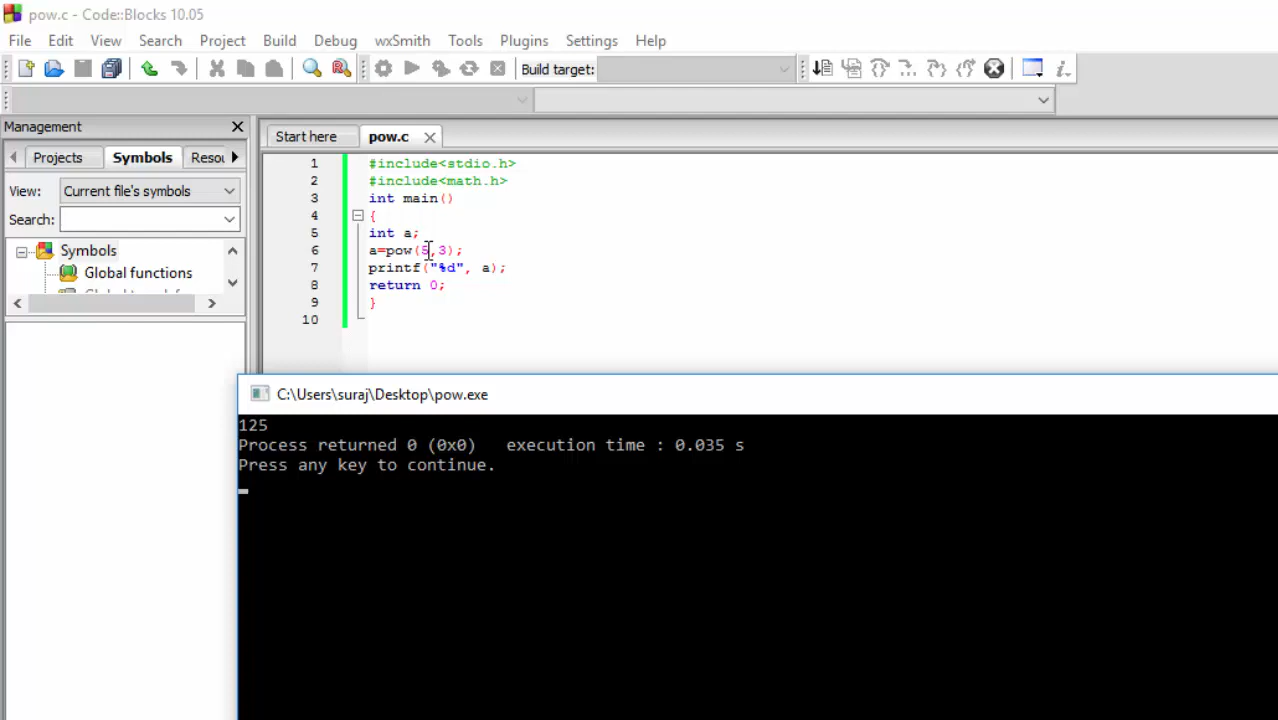 pow.c - Code::Blocks 10.05
File Edit View Search Project Build Debug wxSmith Tools Plugins Settings Help
Build target:
Management
Start here pow.c
Projects Symbols Resou
View: Current file's symbols
Search:
Symbols
Global functions
1 #include<stdio.h>
2 #include<math.h>
3 int main()
4 {
5 int a;
6 a=pow(5,3);
7 printf("%d", a);
8 return 0;
9 }
10
C:\Users\suraj\Desktop\pow.exe
125
Process returned 0 (0x0)   execution time : 0.035 s
Press any key to continue.